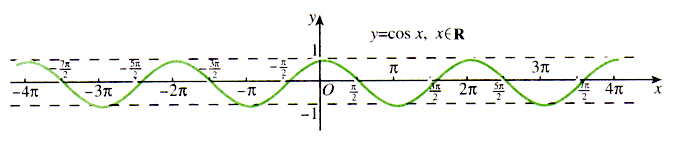 y
y=cos x, x∈R
1
-7π/2 -5π/2 -3π/2 -π/2 π 3π
-4π -3π -2π -π O π/2 3π/2 2π 5π/2 7π/2 4π x
-1